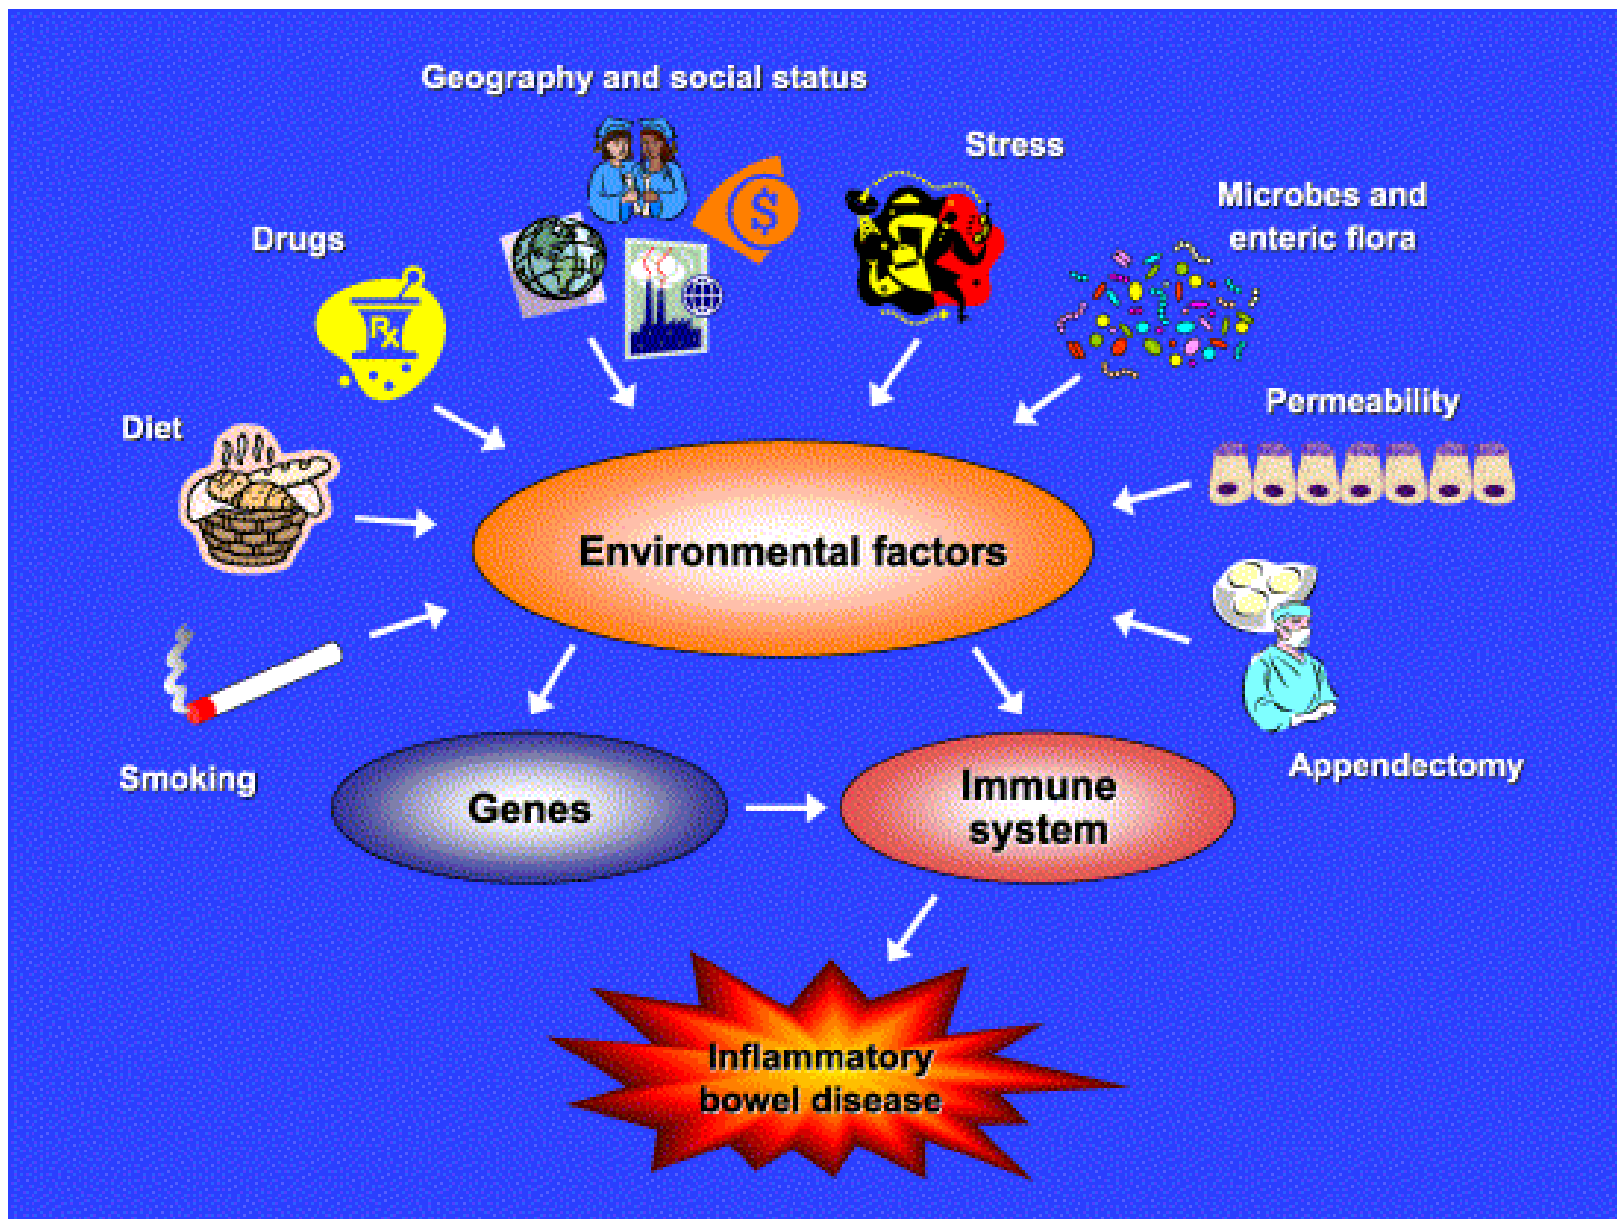 Geography and social status
Stress
Microbes and
enteric flora
Drugs
$
Rx
Permeability
Diet
Environmental factors
Smoking
Appendectomy
Genes
Immune
system
Inflammatory
bowel disease